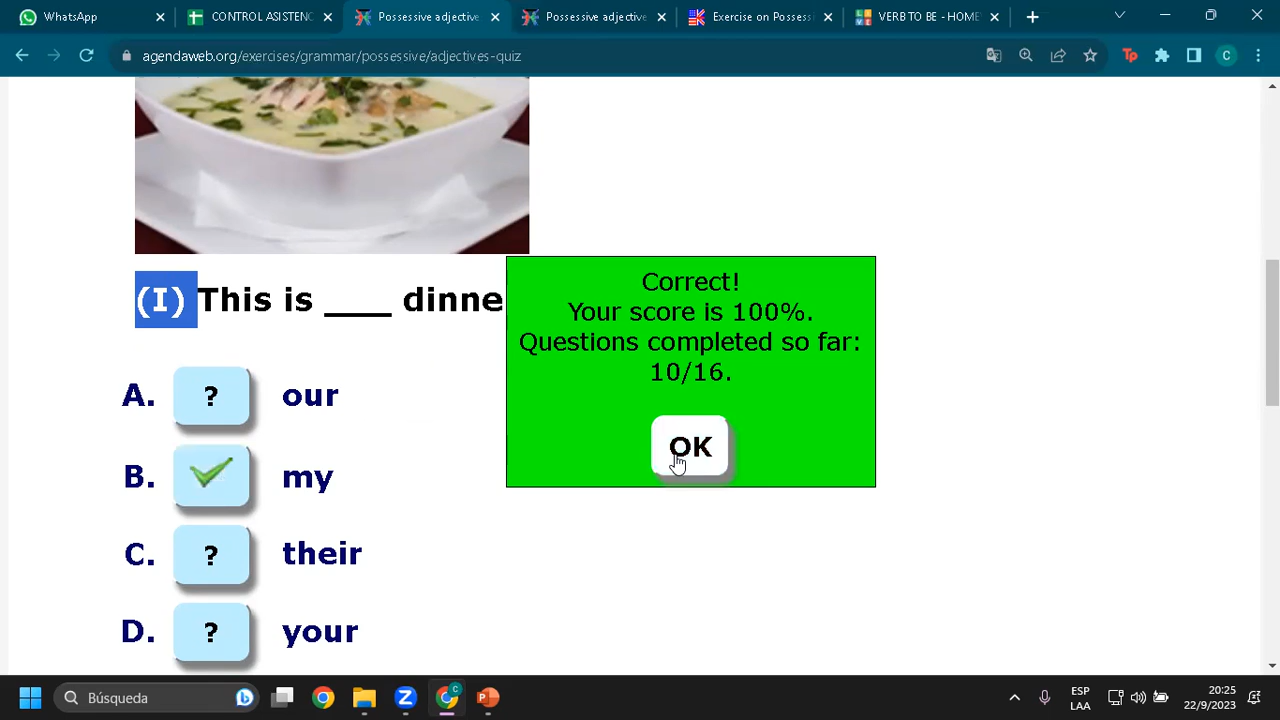 WhatsApp
CONTROL ASISTENC
Possessive adjective
Possessive adjective
Exercise on Possess
VERB TO BE - HOME
agendaweb.org/exercises/grammar/possessive/adjectives-quiz
Tp
C
(I) This is ____ dinne
Correct!
Your score is 100%.
Questions completed so far:
10/16.
OK
A. ? our
B. my
C. ? their
D. ? your
Búsqueda
C
P
ESP
LAA
20:25
22/9/2023